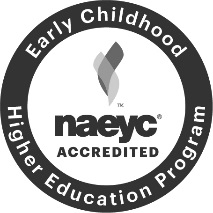 Early Childhood
TM
naeyc®
ACCREDITED
Higher Education Program